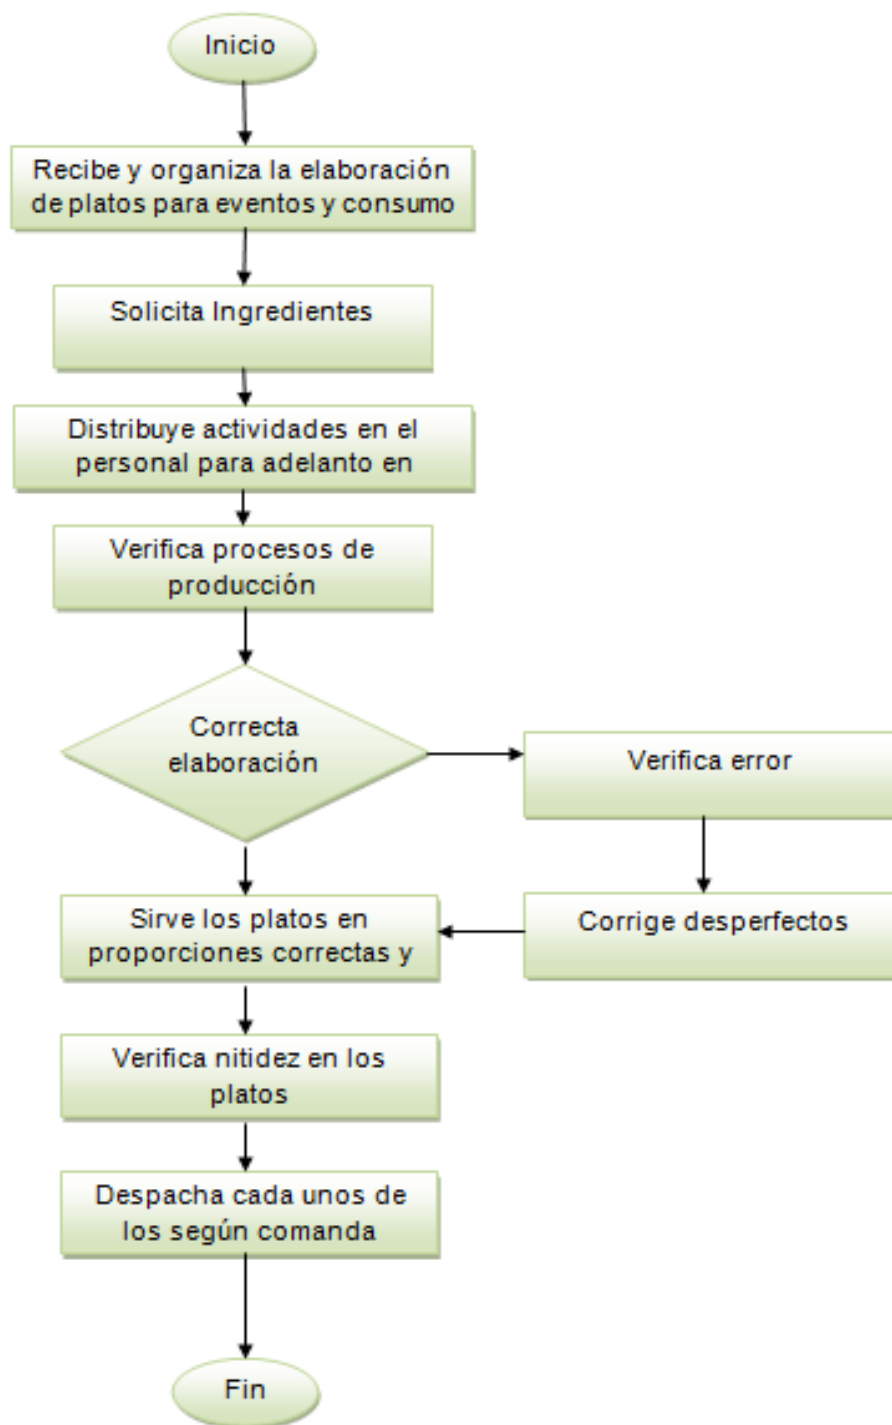 Inicio
Recibe y organiza la elaboración
de platos para eventos y consumo
Solicita Ingredientes
Distribuye actividades en el
personal para adelanto en
Verifica procesos de
producción
Correcta
elaboración
Verifica error
Corrige desperfectos
Sirve los platos en
proporciones correctas y
Verifica nitidez en los
platos
Despacha cada unos de
los según comanda
Fin